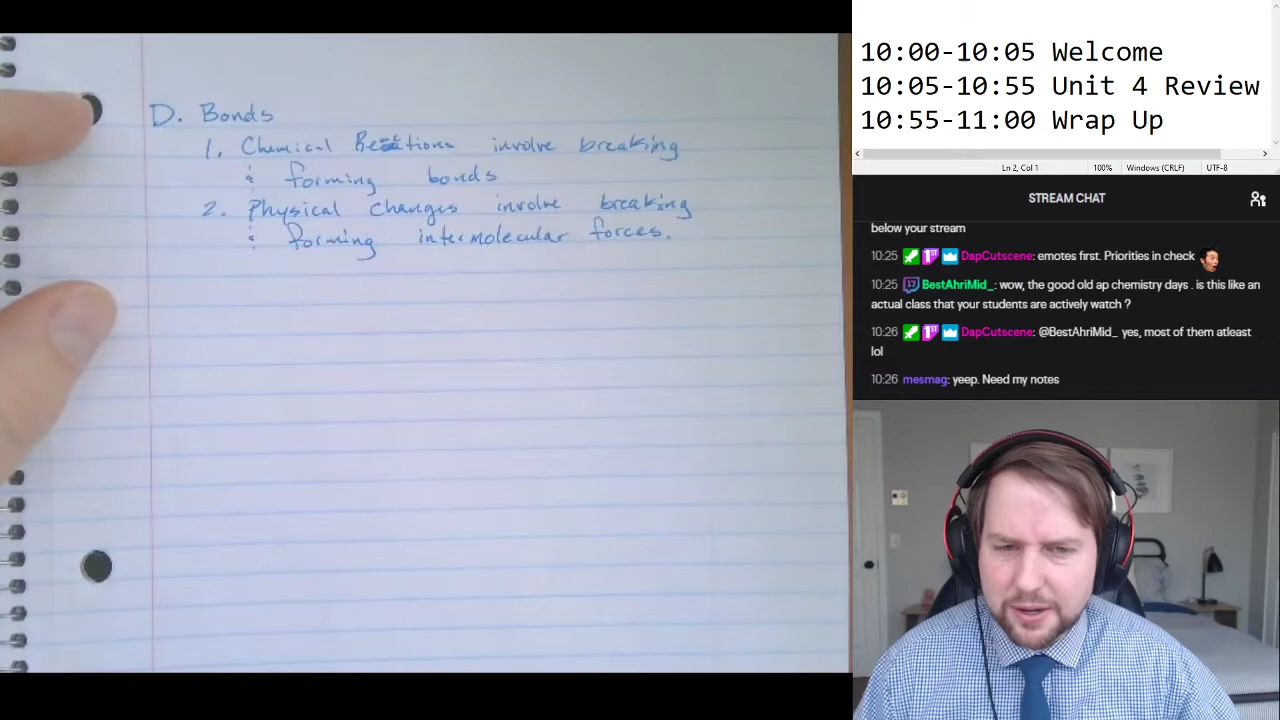 D. Bonds
1. Chemical Reactions involve breaking
& forming bonds
2. Physical Changes involve breaking
& forming intermolecular forces.
10:00-10:05 Welcome
10:05-10:55 Unit 4 Review
10:55-11:00 Wrap Up
Ln 2, Col 1 100% Windows (CRLF) UTF-8
STREAM CHAT
below your stream
10:25 DapCutscene: emotes first. Priorities in check
10:25 BestAhriMid_: wow, the good old ap chemistry days . is this like an
actual class that your students are actively watch ?
10:26 DapCutscene: @BestAhriMid_ yes, most of them atleast
lol
10:26 mesmag: yeep. Need my notes